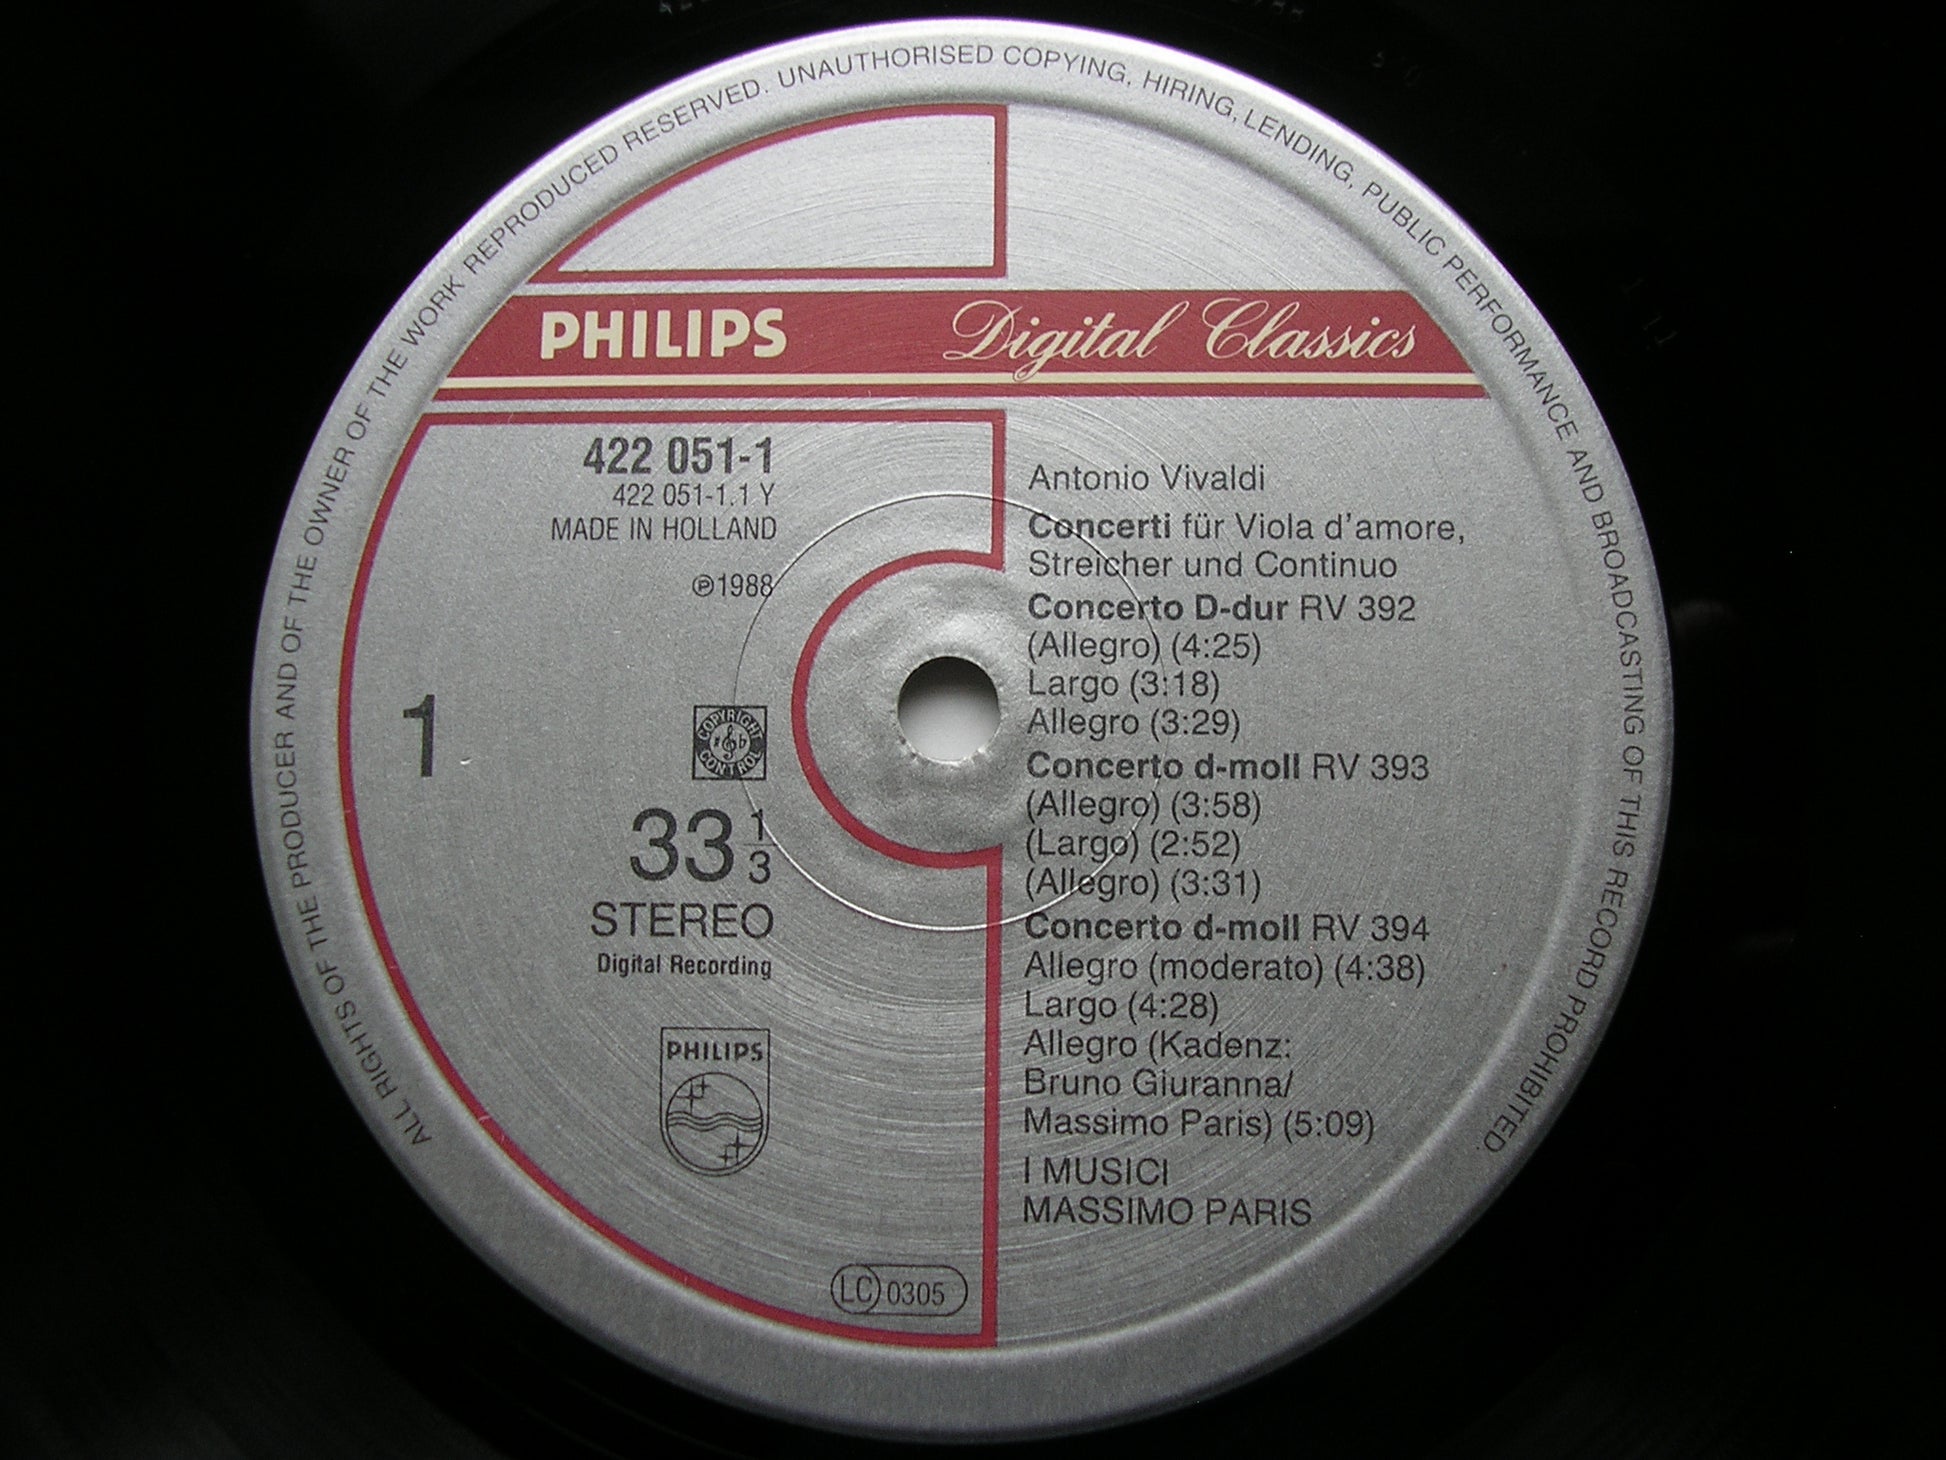 ALL RIGHTS OF THE PRODUCER AND OF THE OWNER OF THE WORK REPRODUCED RESERVED. UNAUTHORISED COPYING, HIRING, LENDING, PUBLIC PERFORMANCE AND BROADCASTING OF THIS RECORD PROHIBITED
PHILIPS Digital Classics
422 051-1
422 051-1.1 Y
MADE IN HOLLAND
℗1988
1
COPYRIGHT
CONTROL
33 1/3
STEREO
Digital Recording
PHILIPS
LC 0305
Antonio Vivaldi
Concerti für Viola d'amore,
Streicher und Continuo
Concerto D-dur RV 392
(Allegro) (4:25)
Largo (3:18)
Allegro (3:29)
Concerto d-moll RV 393
(Allegro) (3:58)
(Largo) (2:52)
(Allegro) (3:31)
Concerto d-moll RV 394
Allegro (moderato) (4:38)
Largo (4:28)
Allegro (Kadenz:
Bruno Giuranna/
Massimo Paris) (5:09)
I MUSICI
MASSIMO PARIS